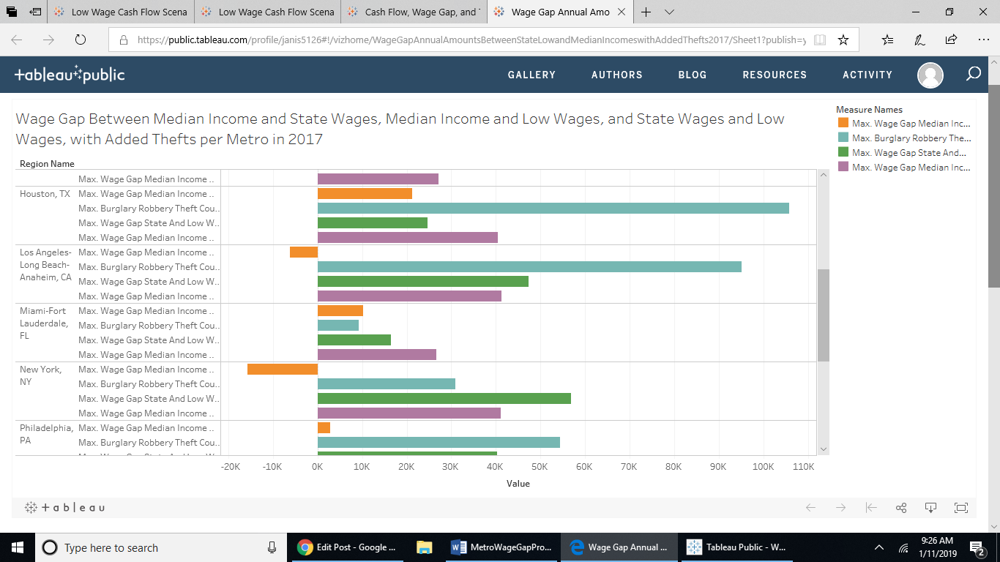 Low Wage Cash Flow Scena
Low Wage Cash Flow Scena
Cash Flow, Wage Gap, and
Wage Gap Annual Amo
https://public.tableau.com/profile/janis5126#!/vizhome/WageGapAnnualAmountsBetweenStateLowandMedianIncomeswithAddedThefts2017/Sheet1?publish=y
tableau public
GALLERY
AUTHORS
BLOG
RESOURCES
ACTIVITY
Wage Gap Between Median Income and State Wages, Median Income and Low Wages, and State Wages and Low
Wages, with Added Thefts per Metro in 2017
Measure Names
Max. Wage Gap Median Inc...
Max. Burglary Robbery The...
Max. Wage Gap State And...
Max. Wage Gap Median Inc...
Region Name
Max. Wage Gap Median Income ..
Houston, TX
Max. Wage Gap Median Income ..
Max. Burglary Robbery Theft Cou..
Max. Wage Gap State And Low W..
Max. Wage Gap Median Income ..
Los Angeles-
Long Beach-
Anaheim, CA
Max. Wage Gap Median Income ..
Max. Burglary Robbery Theft Cou..
Max. Wage Gap State And Low W..
Max. Wage Gap Median Income ..
Miami-Fort
Lauderdale,
FL
Max. Wage Gap Median Income ..
Max. Burglary Robbery Theft Cou..
Max. Wage Gap State And Low W..
Max. Wage Gap Median Income ..
New York,
NY
Max. Wage Gap Median Income ..
Max. Burglary Robbery Theft Cou..
Max. Wage Gap State And Low W..
Max. Wage Gap Median Income ..
Philadelphia,
PA
Max. Wage Gap Median Income ..
Max. Burglary Robbery Theft Cou..
-20K -10K 0K 10K 20K 30K 40K 50K 60K 70K 80K 90K 100K 110K
Value
tableau
Type here to search
Edit Post - Google ...
MetroWageGapPro...
Wage Gap Annual ...
Tableau Public - W...
9:26 AM
1/11/2019
2